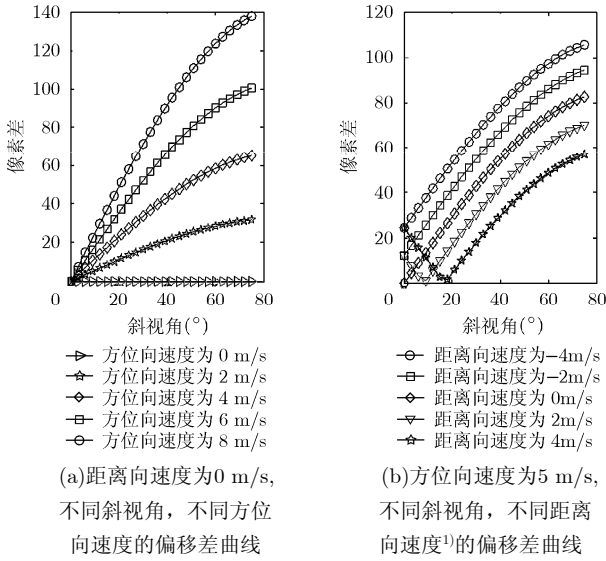 140
120
100
80
60
40
20
像素差
0 20 40 60 80
斜视角(°)
方位向速度为 0 m/s
方位向速度为 2 m/s
方位向速度为 4 m/s
方位向速度为 6 m/s
方位向速度为 8 m/s
(a)距离向速度为0 m/s,
不同斜视角，不同方位
向速度的偏移差曲线
120
100
80
60
40
20
0
像素差
0 20 40 60 80
斜视角(°)
距离向速度为−4m/s
距离向速度为−2m/s
距离向速度为 0m/s
距离向速度为 2m/s
距离向速度为 4m/s
(b)方位向速度为5 m/s,
不同斜视角，不同距离
向速度¹⁾的偏移差曲线